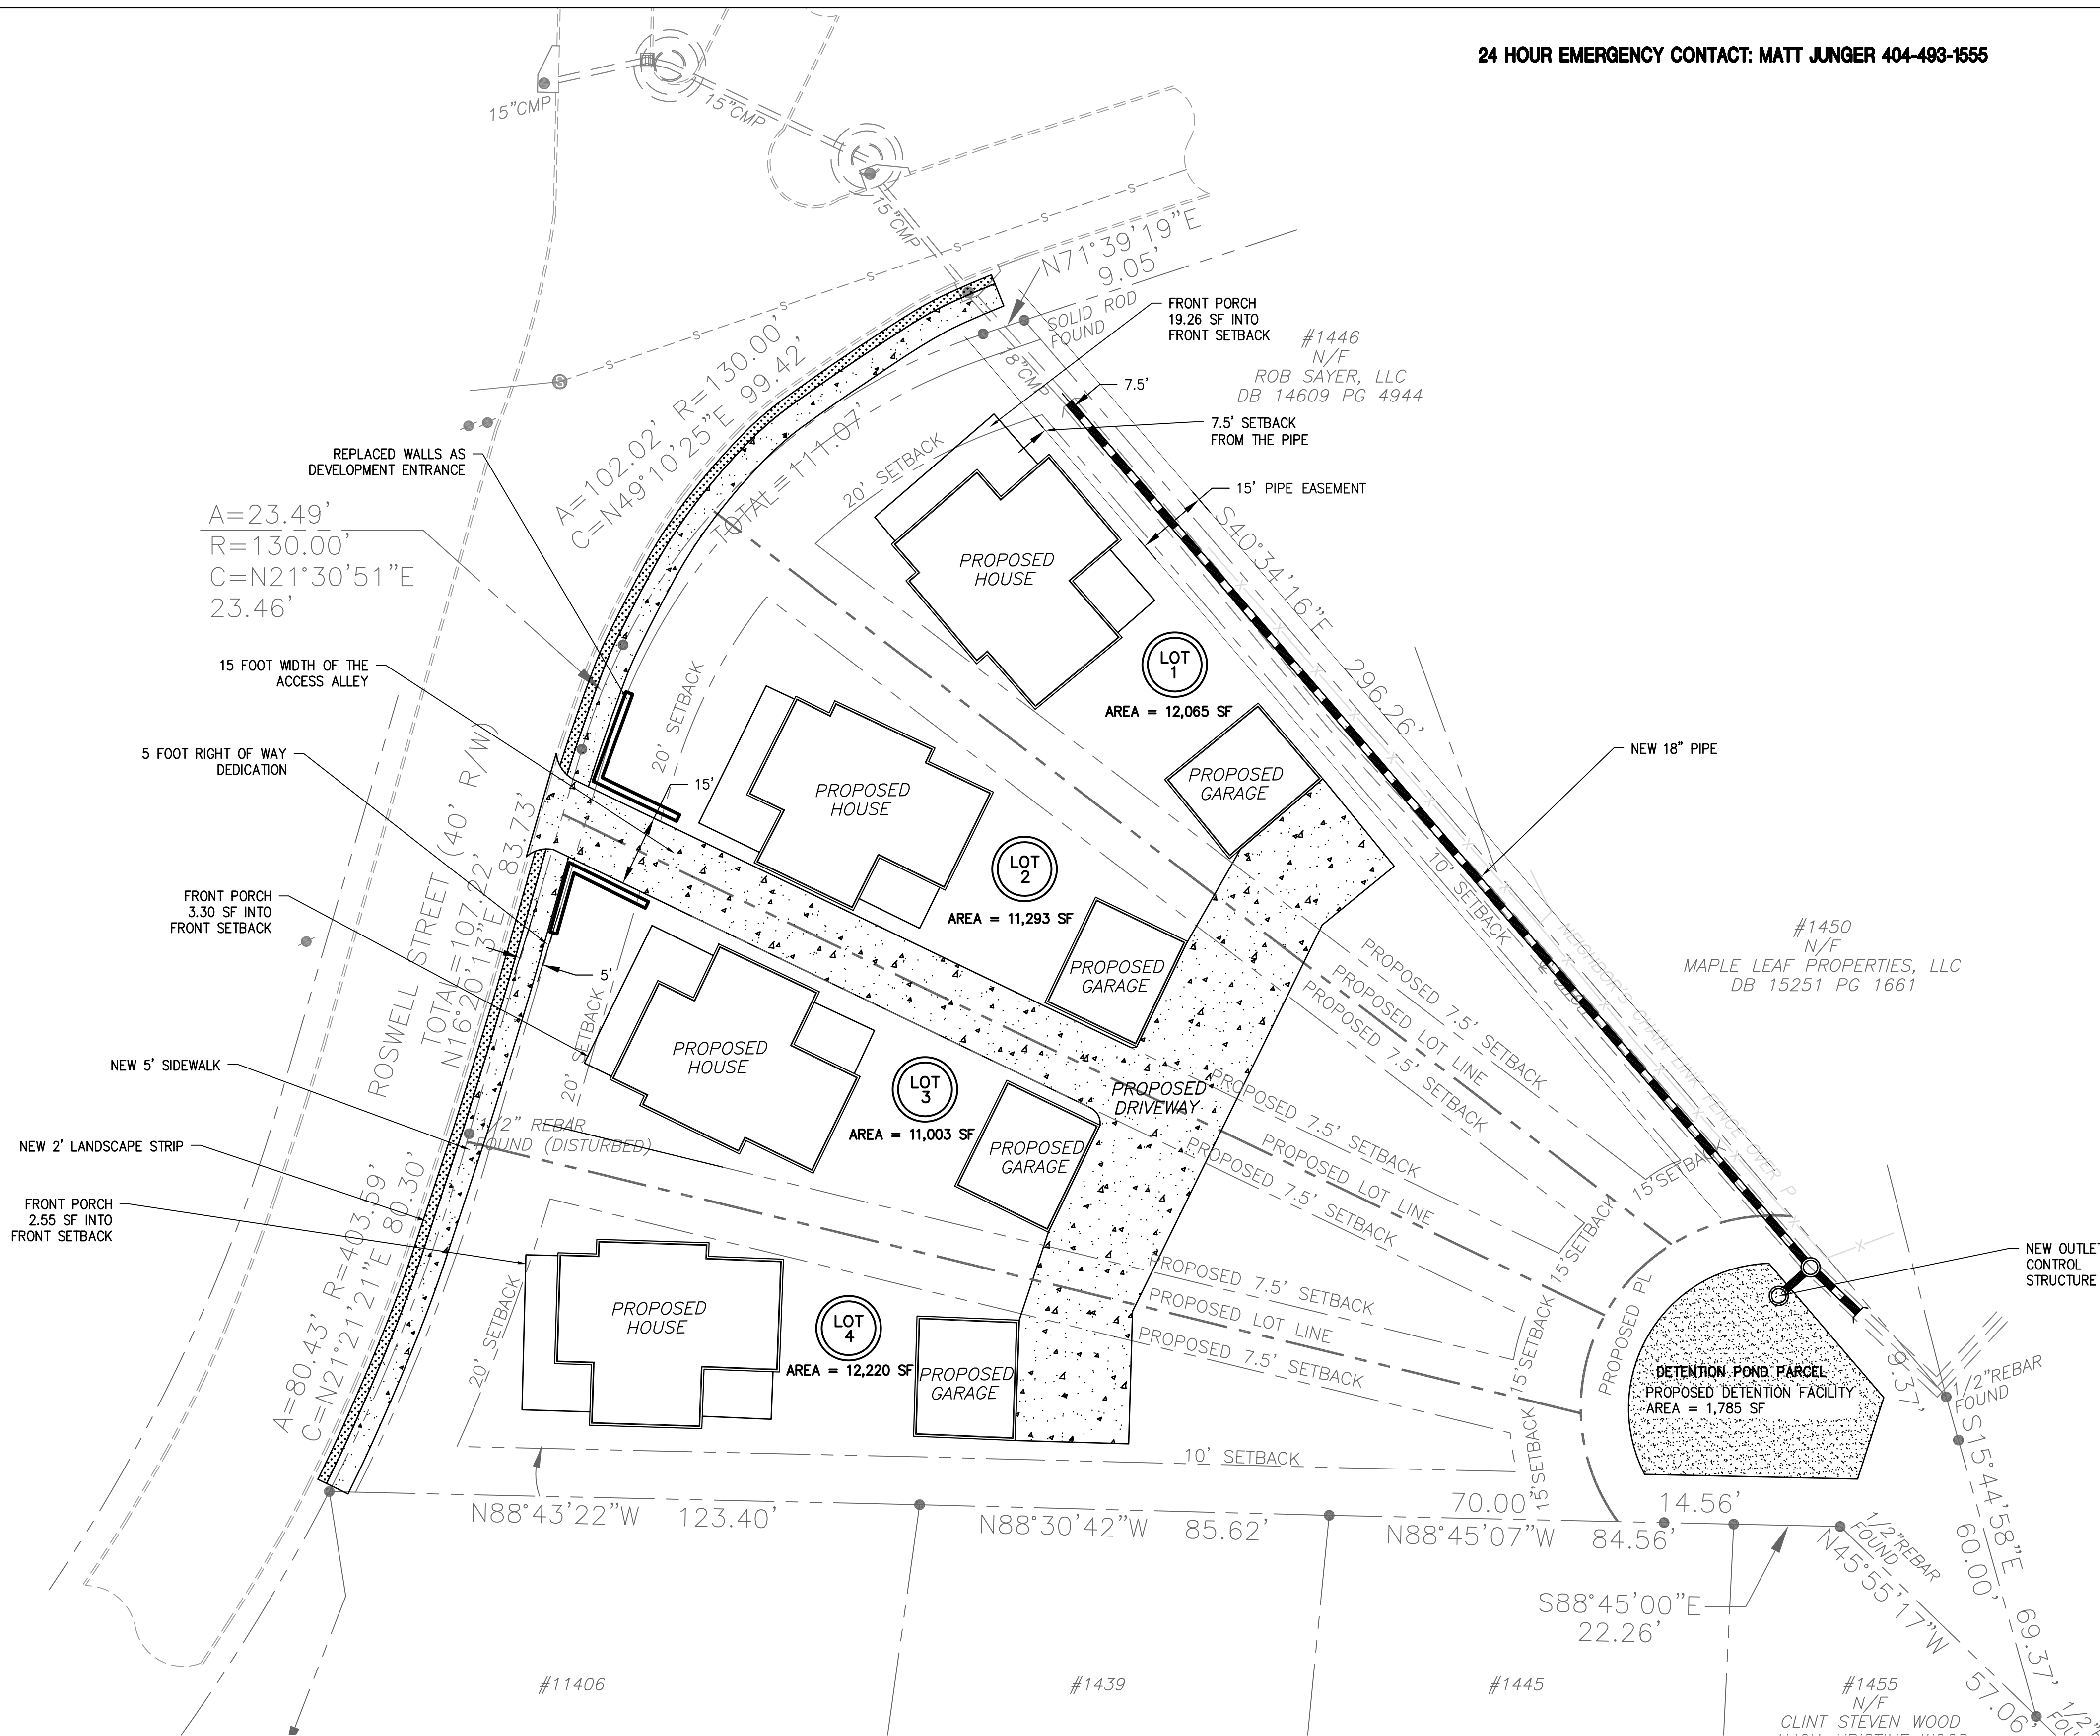 24 HOUR EMERGENCY CONTACT: MATT JUNGER 404-493-1555
15"CMP
15"CMP
15"CMP
N71°39'19"E
9.05'
SOLID ROD
FOUND
18"CMP
FRONT PORCH
19.26 SF INTO
FRONT SETBACK
#1446
N/F
ROB SAYER, LLC
DB 14609 PG 4944
7.5'
7.5' SETBACK
FROM THE PIPE
15' PIPE EASEMENT
S40°34'16"E 296.26'
A=102.02' R=130.00'
C=N49°10'25"E 99.42'
TOTAL=111.07'
REPLACED WALLS AS
DEVELOPMENT ENTRANCE
A=23.49'
R=130.00'
C=N21°30'51"E
23.46'
15 FOOT WIDTH OF THE
ACCESS ALLEY
5 FOOT RIGHT OF WAY
DEDICATION
FRONT PORCH
3.30 SF INTO
FRONT SETBACK
NEW 5' SIDEWALK
NEW 2' LANDSCAPE STRIP
FRONT PORCH
2.55 SF INTO
FRONT SETBACK
ROSWELL STREET (40' R/W)
TOTAL=107.22'
N16°20'13"E 83.73'
A=80.43' R=403.59'
C=N21°21'21"E 80.30'
1/2" REBAR
FOUND (DISTURBED)
20' SETBACK
20' SETBACK
20' SETBACK
20' SETBACK
15'
5'
PROPOSED
HOUSE
LOT
1
AREA = 12,065 SF
PROPOSED
GARAGE
PROPOSED
HOUSE
LOT
2
AREA = 11,293 SF
PROPOSED
GARAGE
PROPOSED
HOUSE
LOT
3
AREA = 11,003 SF
PROPOSED
GARAGE
PROPOSED
HOUSE
LOT
4
AREA = 12,220 SF
PROPOSED
GARAGE
PROPOSED
DRIVEWAY
NEW 18" PIPE
10' SETBACK
NEIGHBOR'S CHAIN LINK FENCE OVER P
#1450
N/F
MAPLE LEAF PROPERTIES, LLC
DB 15251 PG 1661
PROPOSED 7.5' SETBACK
PROPOSED LOT LINE
PROPOSED 7.5' SETBACK
PROPOSED 7.5' SETBACK
PROPOSED LOT LINE
PROPOSED 7.5' SETBACK
PROPOSED 7.5' SETBACK
PROPOSED LOT LINE
PROPOSED 7.5' SETBACK
15' SETBACK
15' SETBACK
15' SETBACK
15' SETBACK
PROPOSED PL
NEW OUTLET
CONTROL
STRUCTURE
DETENTION POND PARCEL
PROPOSED DETENTION FACILITY
AREA = 1,785 SF
9.37'
1/2"REBAR
FOUND
S15°44'58"E
60.00'
69.37'
10' SETBACK
N88°43'22"W 123.40'
N88°30'42"W 85.62'
70.00'
14.56'
N88°45'07"W 84.56'
1/2"REBAR
FOUND
N45°55'17"W 57.06'
S88°45'00"E
22.26'
#11406
#1439
#1445
#1455
N/F
CLINT STEVEN WOOD